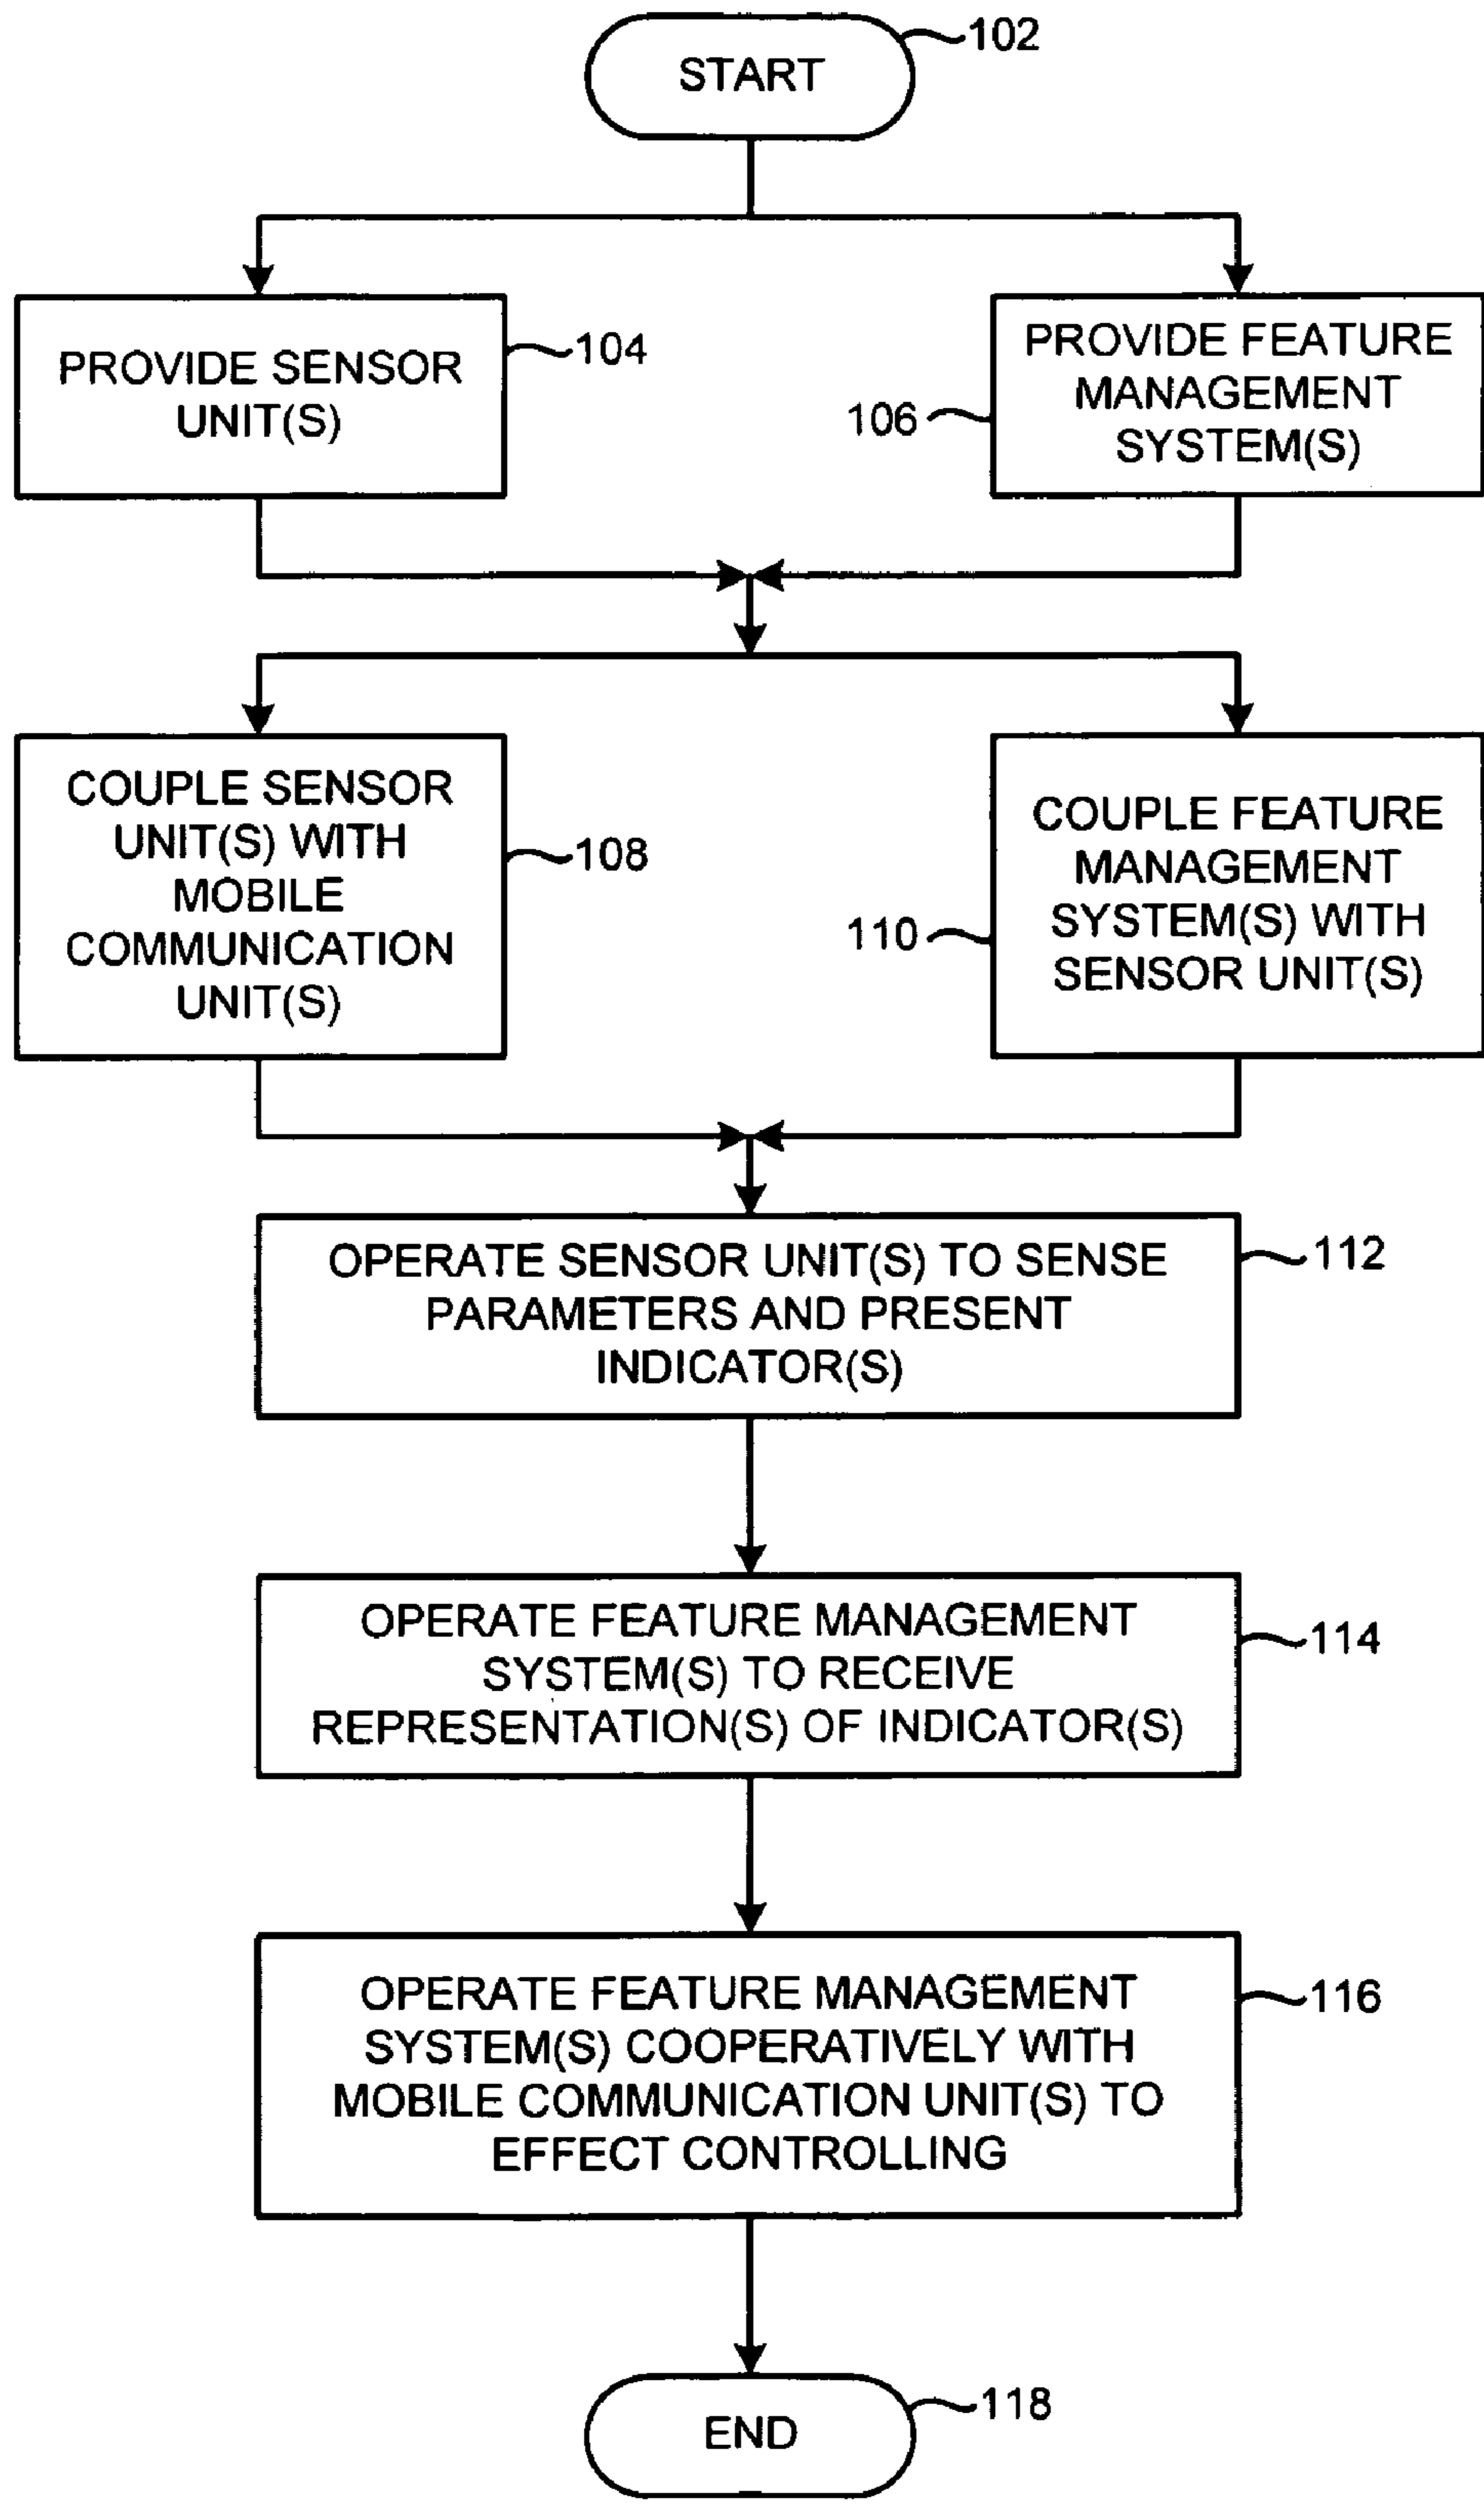 START
102
PROVIDE SENSOR
UNIT(S)
104
106
PROVIDE FEATURE
MANAGEMENT
SYSTEM(S)
COUPLE SENSOR
UNIT(S) WITH
MOBILE
COMMUNICATION
UNIT(S)
108
110
COUPLE FEATURE
MANAGEMENT
SYSTEM(S) WITH
SENSOR UNIT(S)
OPERATE SENSOR UNIT(S) TO SENSE
PARAMETERS AND PRESENT
INDICATOR(S)
112
OPERATE FEATURE MANAGEMENT
SYSTEM(S) TO RECEIVE
REPRESENTATION(S) OF INDICATOR(S)
114
OPERATE FEATURE MANAGEMENT
SYSTEM(S) COOPERATIVELY WITH
MOBILE COMMUNICATION UNIT(S) TO
EFFECT CONTROLLING
116
END
118